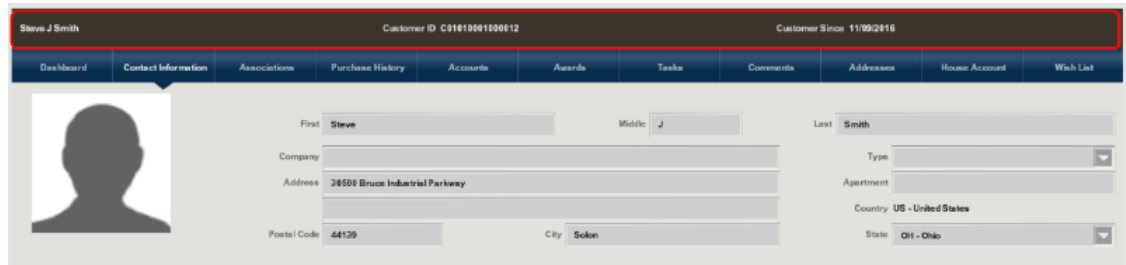 Steve J Smith Customer ID C01010001000012 Customer Since 11/09/2016
Dashboard Contact Information Associations Purchase History Accounts Awards Tasks Comments Addresses House Account Wish List
First Steve Middle J Last Smith
Company Type
Address 30500 Bruce Industrial Parkway Apartment
Country US - United States
Postal Code 44139 City Solon State OH - Ohio